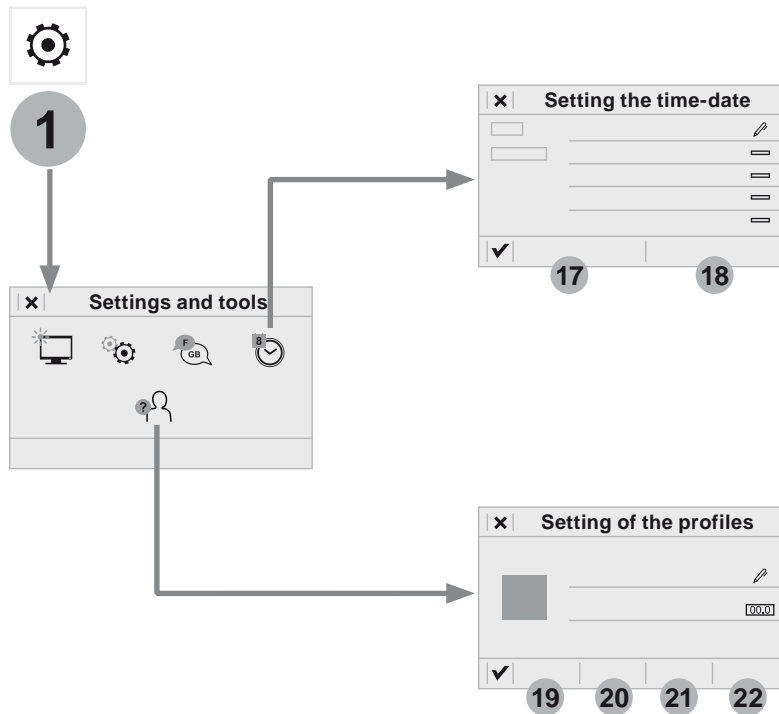 1
Setting the time-date
17
18
Settings and tools
F
GB
8
?
Setting of the profiles
00.0
19
20
21
22